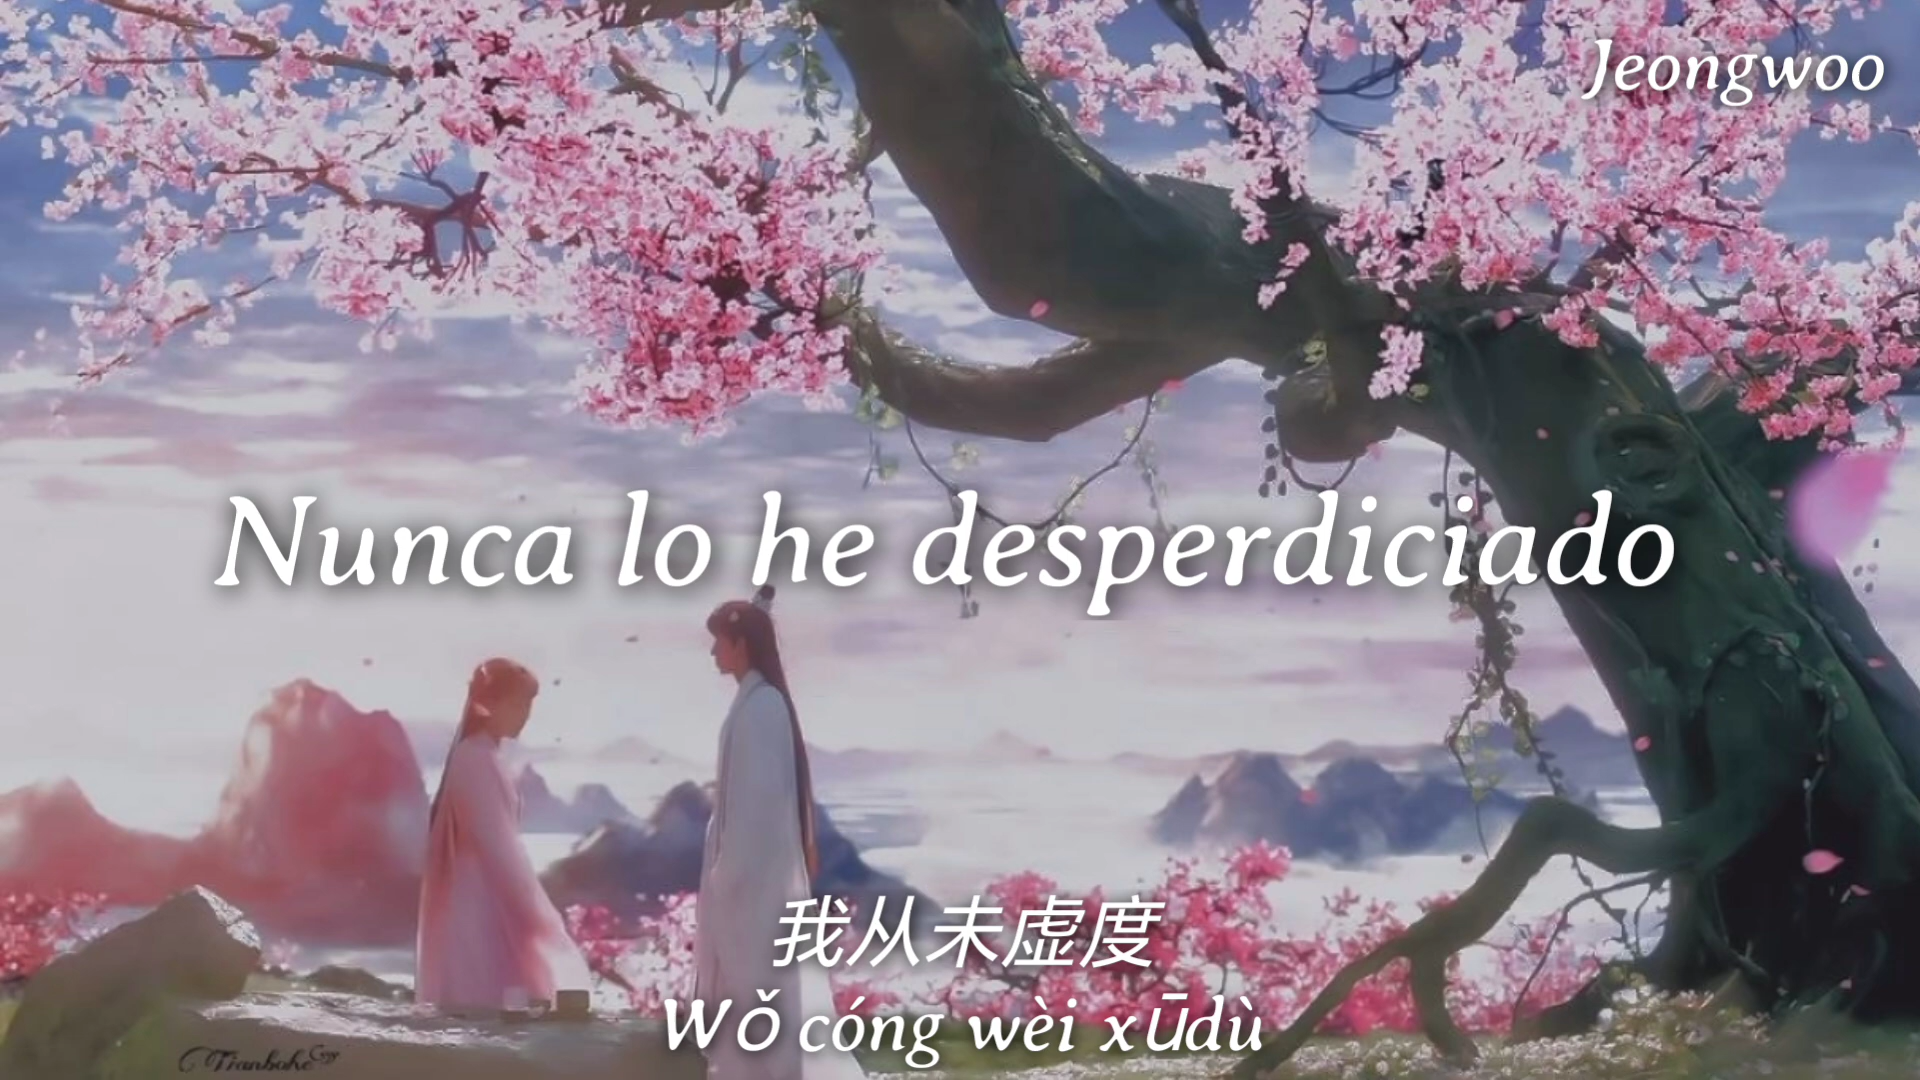 Jeongwoo
Nunca lo he desperdiciado
我从未虚度
Wǒ cóng wèi xūdù